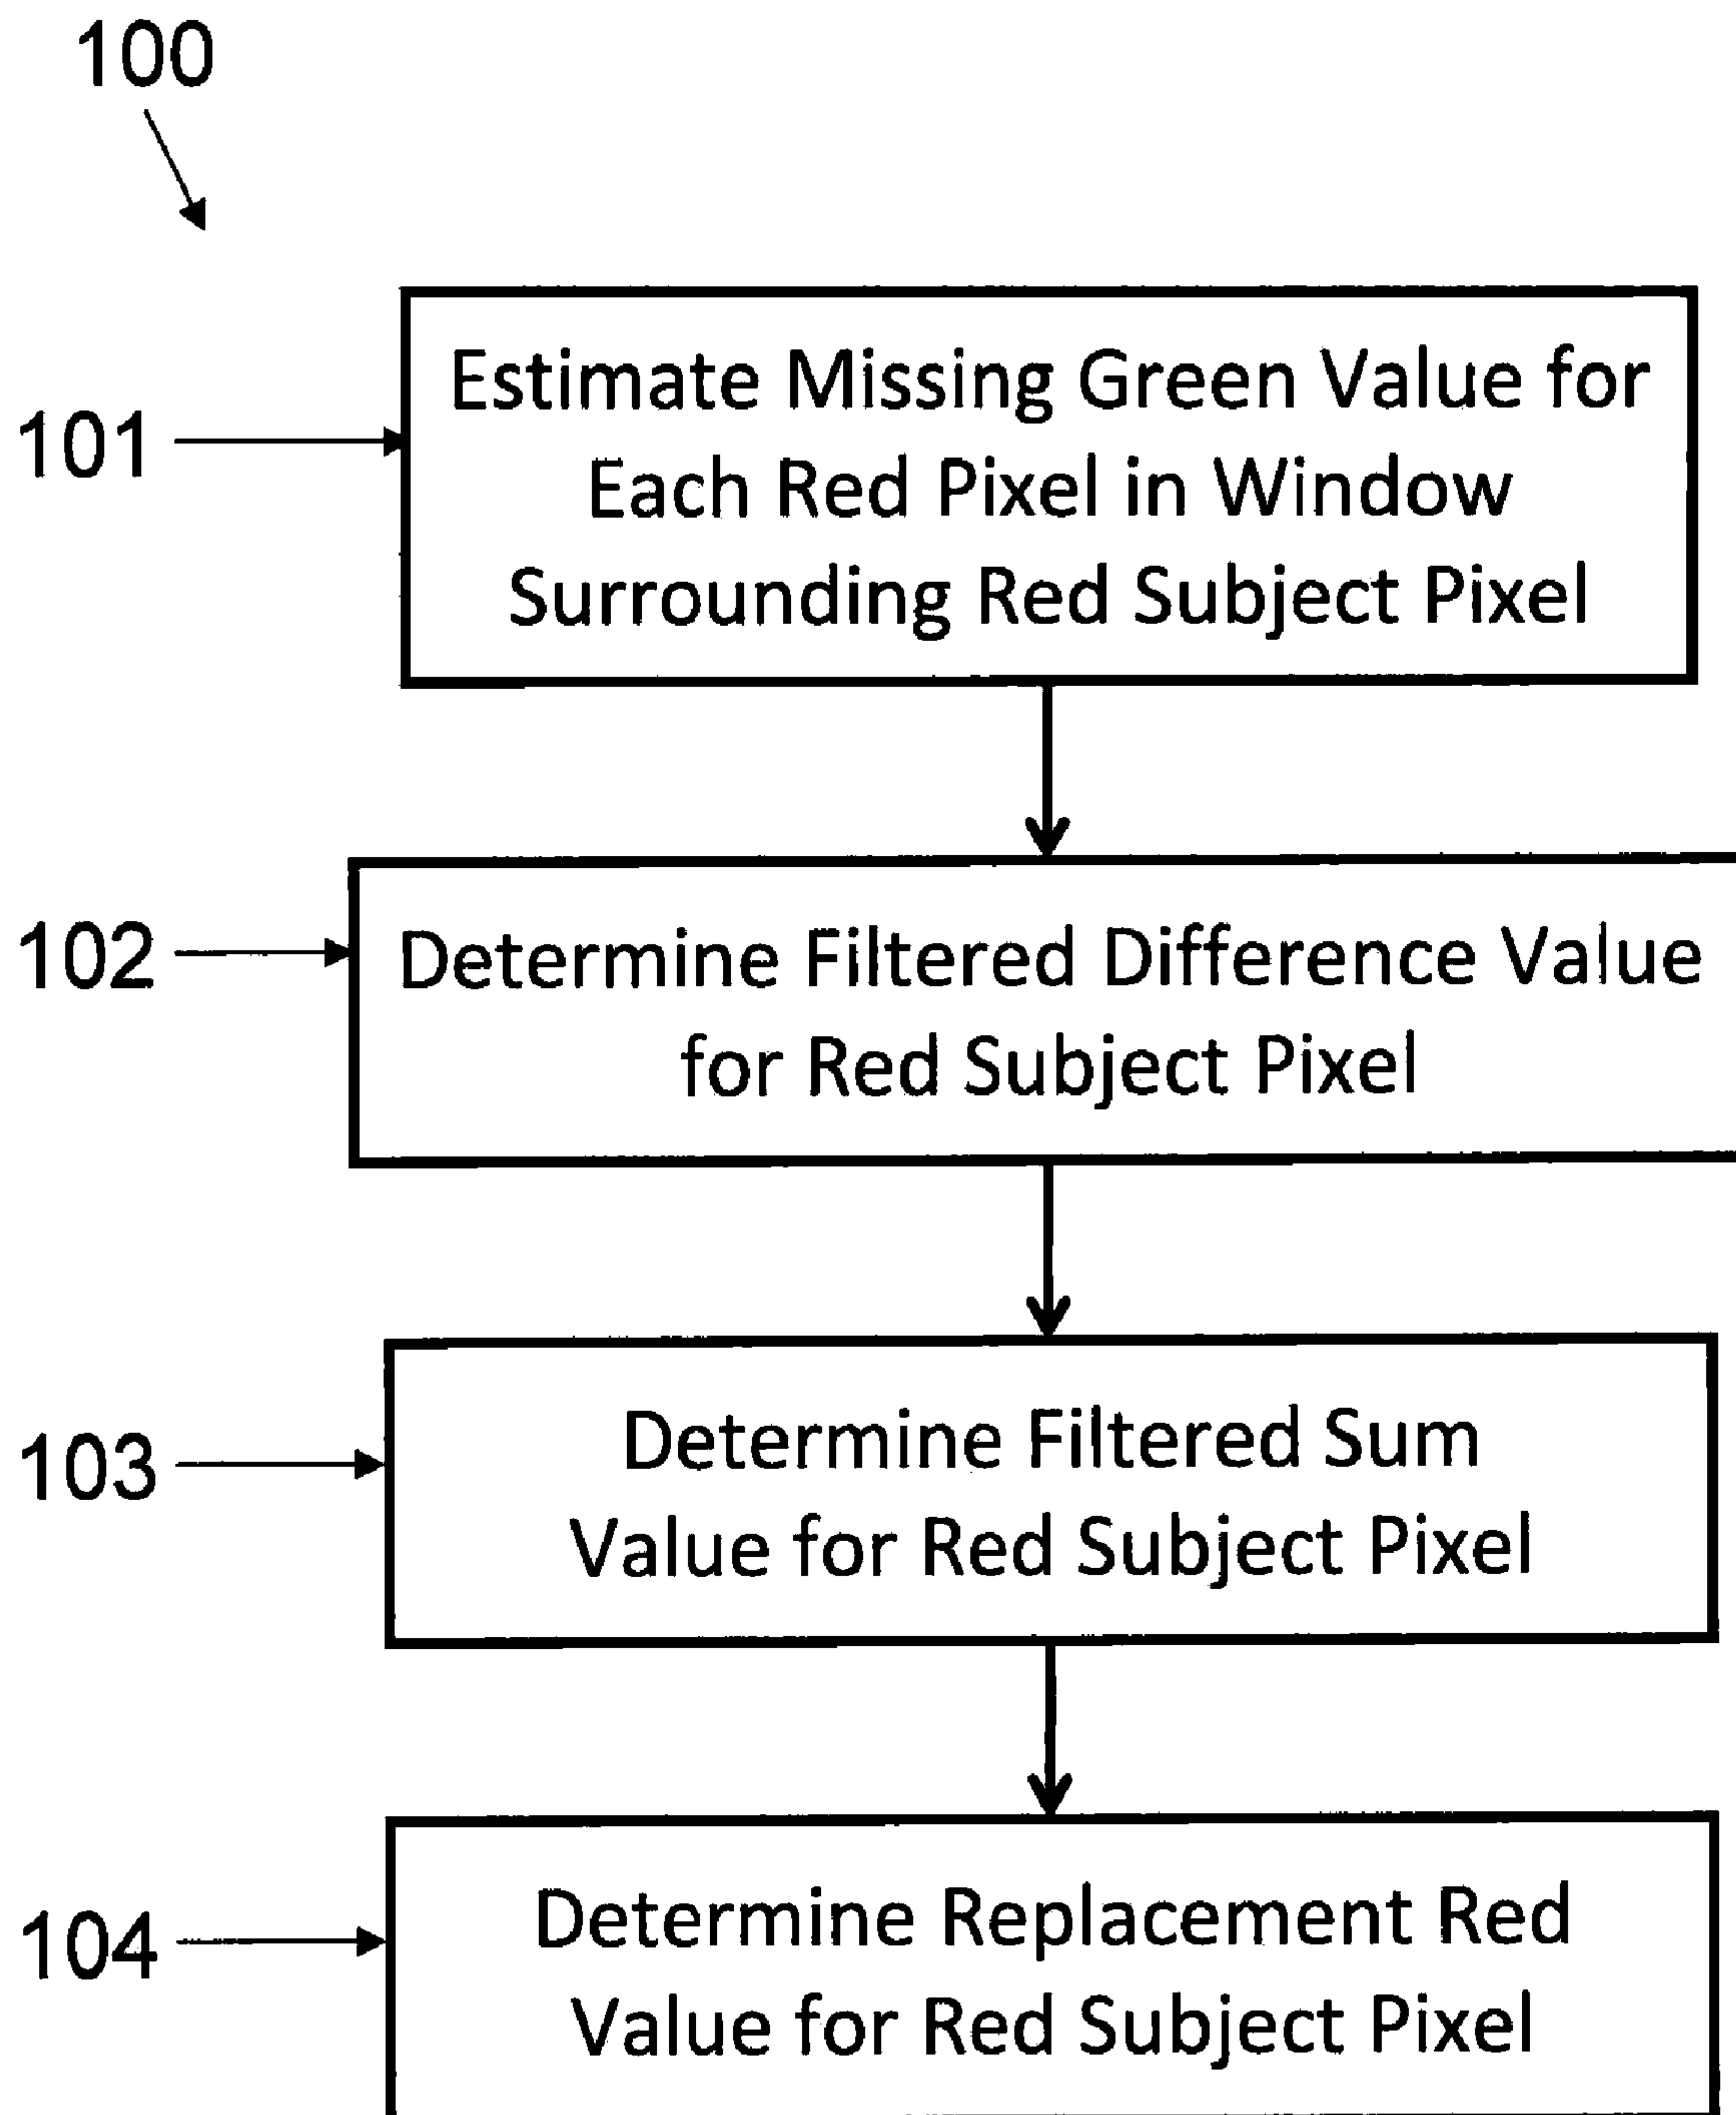 100
101
Estimate Missing Green Value for
Each Red Pixel in Window
Surrounding Red Subject Pixel
102
Determine Filtered Difference Value
for Red Subject Pixel
103
Determine Filtered Sum
Value for Red Subject Pixel
104
Determine Replacement Red
Value for Red Subject Pixel